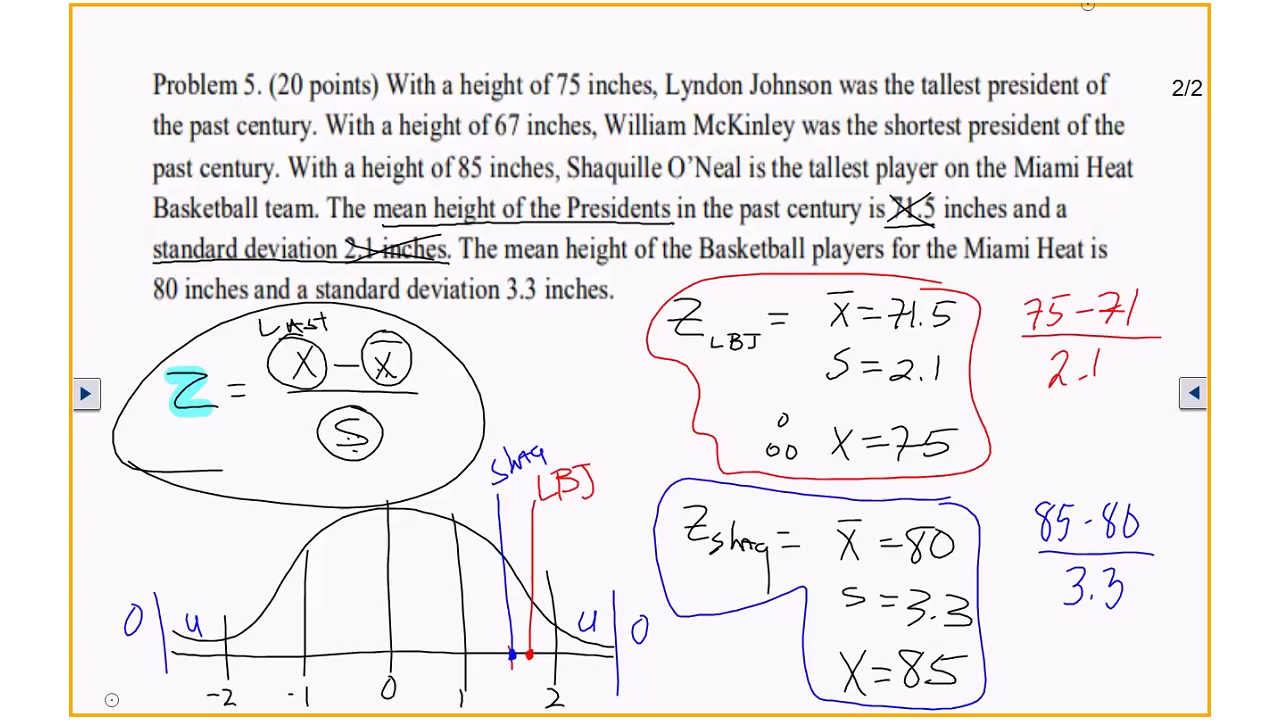 2/2
Problem 5. (20 points) With a height of 75 inches, Lyndon Johnson was the tallest president of
the past century. With a height of 67 inches, William McKinley was the shortest president of the
past century. With a height of 85 inches, Shaquille O'Neal is the tallest player on the Miami Heat
Basketball team. The mean height of the Presidents in the past century is 71.5 inches and a
standard deviation 2.1 inches. The mean height of the Basketball players for the Miami Heat is
80 inches and a standard deviation 3.3 inches.
LAST
Z = X - X̅
S
Z LBJ = X̅ = 71.5
S = 2.1
X = 75
75 - 71
2.1
Z SHAQ = X̅ = 80
S = 3.3
X = 85
85 - 80
3.3
SHAQ
LBJ
0 U U 0
-2 -1 0 1 2